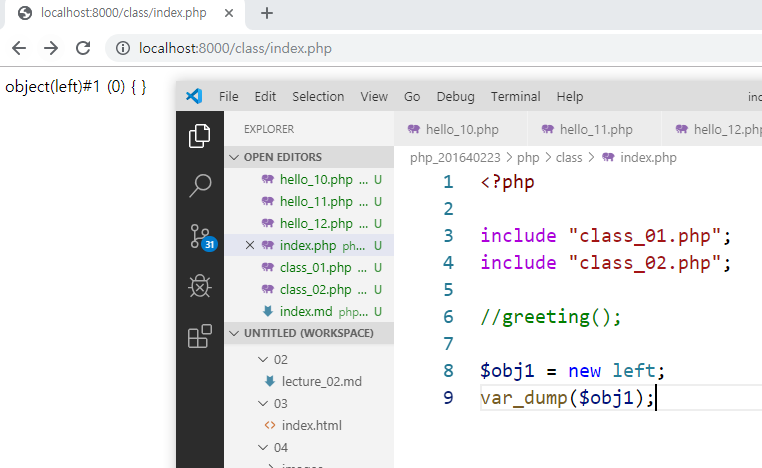 localhost:8000/class/index.php
localhost:8000/class/index.php
object(left)#1 (0) { }
File Edit Selection View Go Debug Terminal Help
EXPLORER
OPEN EDITORS
hello_10.php ... U
hello_11.php ... U
hello_12.php ... U
index.php ph... U
class_01.php ... U
class_02.php ... U
index.md php... U
31
UNTITLED (WORKSPACE)
02
lecture_02.md
03
index.html
04
hello_10.php hello_11.php hello_12.php
php_201640223 > php > class > index.php
1 <?php
2
3 include "class_01.php";
4 include "class_02.php";
5
6 //greeting();
7
8 $obj1 = new left;
9 var_dump($obj1);